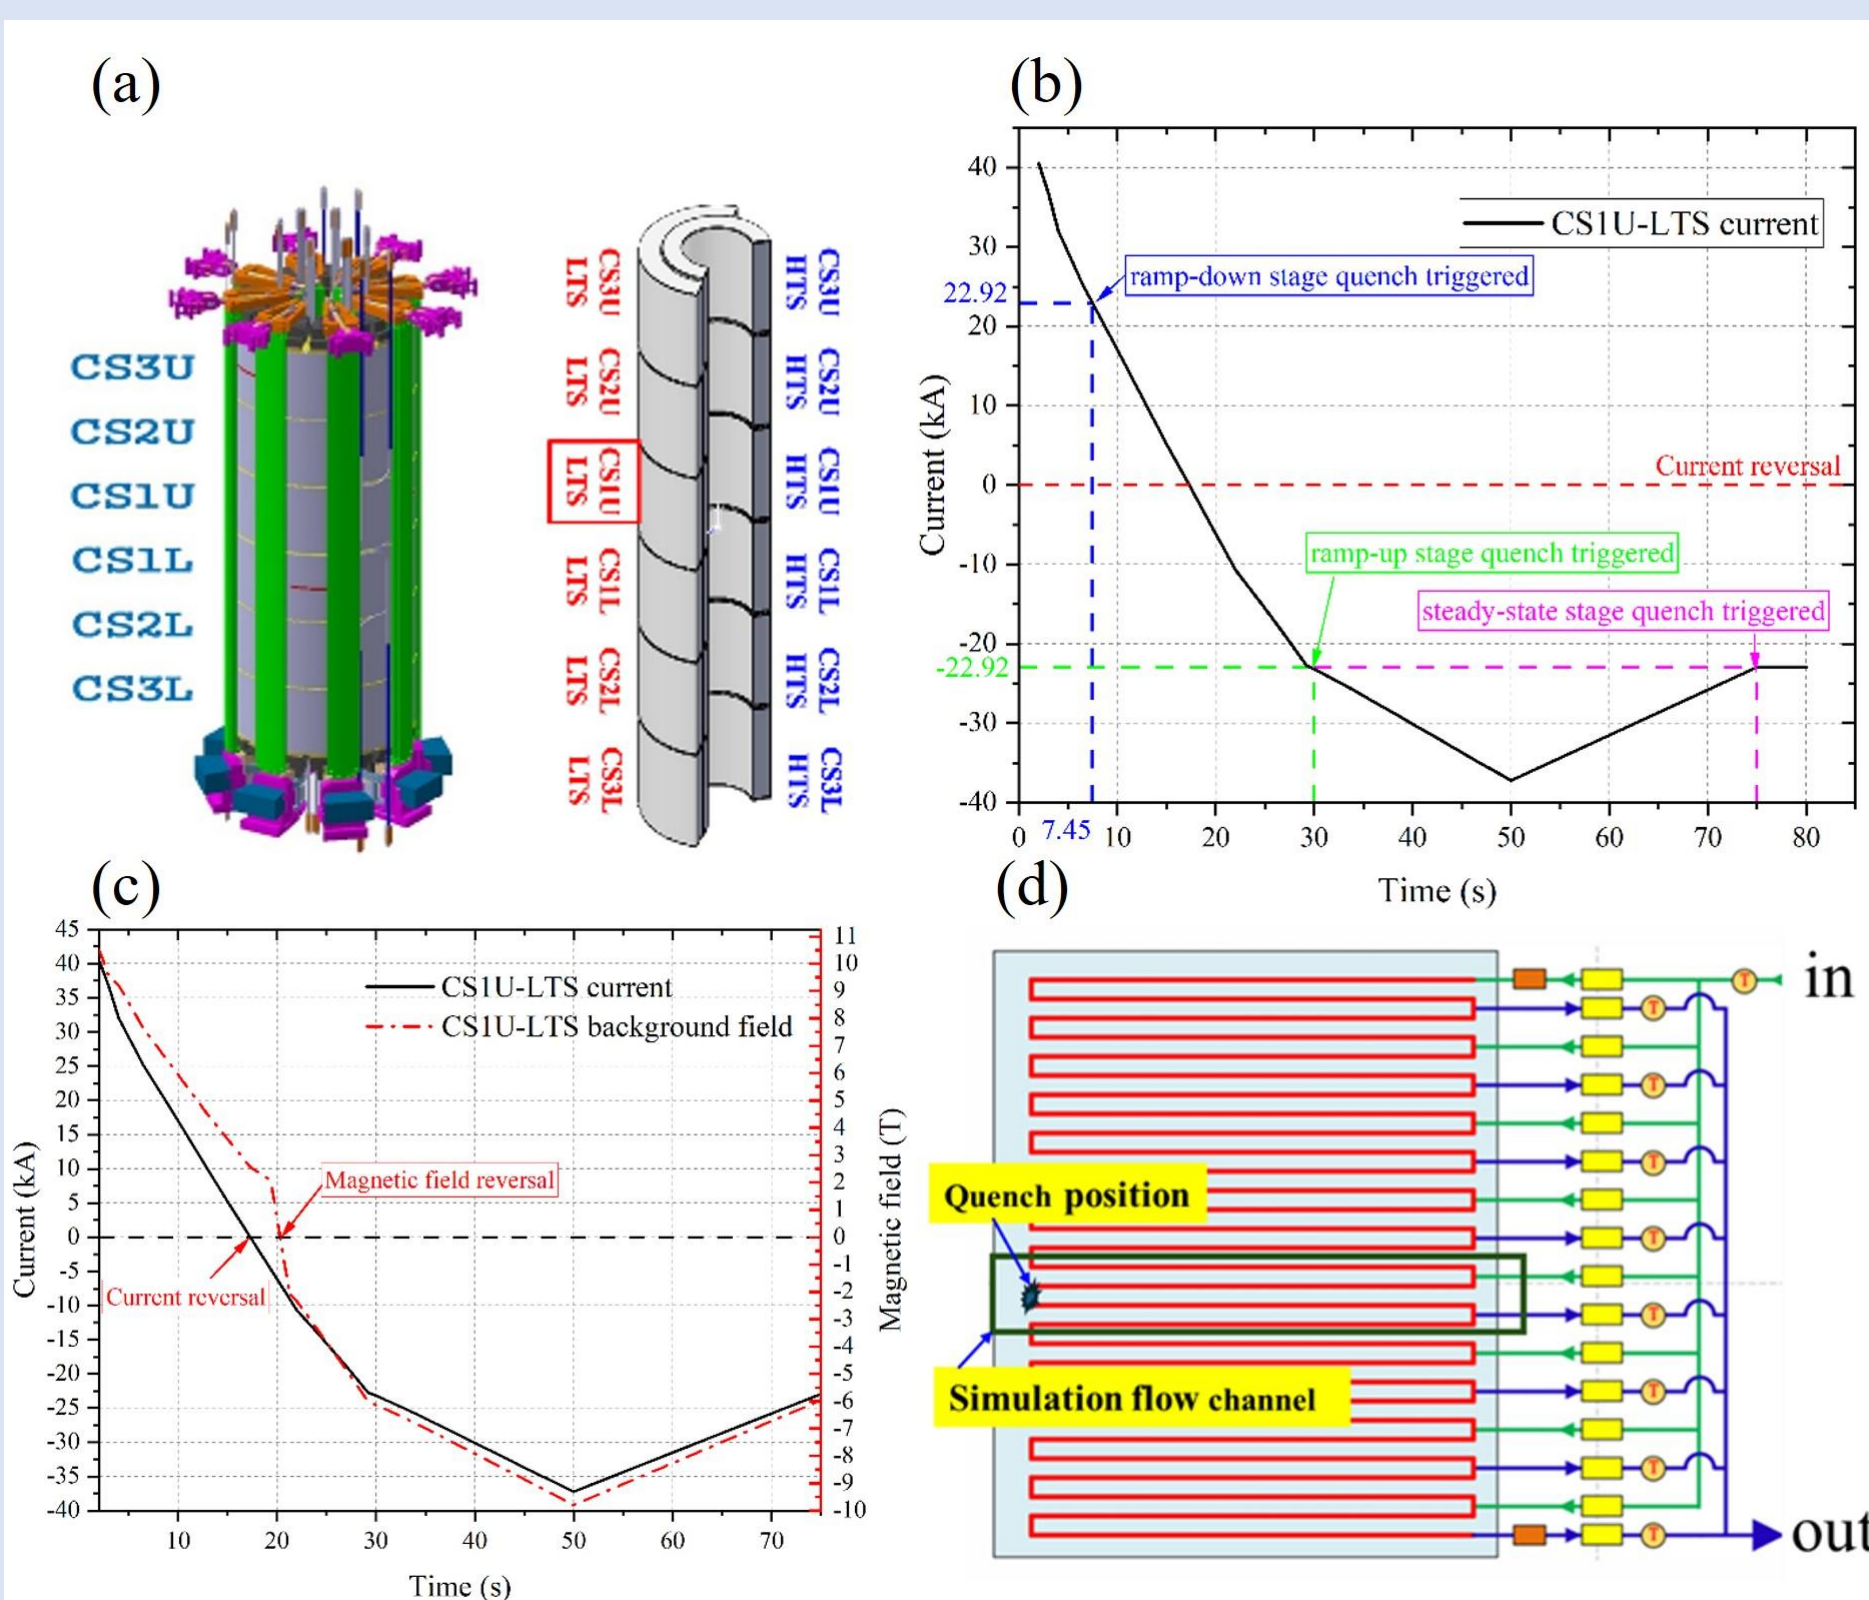 (a)
CS3U
CS2U
CS1U
CS1L
CS2L
CS3L
CS3U
LTS
CS2U
LTS
CS1U
LTS
CS1L
LTS
CS2L
LTS
CS3L
LTS
CS3U
HTS
CS2U
HTS
CS1U
HTS
CS1L
HTS
CS2L
HTS
CS3L
HTS
(b)
40
30
22.92
20
10
0
-10
-20
-22.92
-30
-40
Current (kA)
CS1U-LTS current
ramp-down stage quench triggered
Current reversal
ramp-up stage quench triggered
steady-state stage quench triggered
0 7.45 10 20 30 40 50 60 70 80
Time (s)
(c)
45
40
35
30
25
20
15
10
5
0
-5
-10
-15
-20
-25
-30
-35
-40
Current (kA)
CS1U-LTS current
CS1U-LTS background field
Magnetic field reversal
Current reversal
11
10
9
8
7
6
5
4
3
2
1
0
-1
-2
-3
-4
-5
-6
-7
-8
-9
-10
Magnetic field (T)
10 20 30 40 50 60 70
Time (s)
(d)
in
T
T
T
T
Quench position
T
T
Simulation flow channel
T
T
T
out